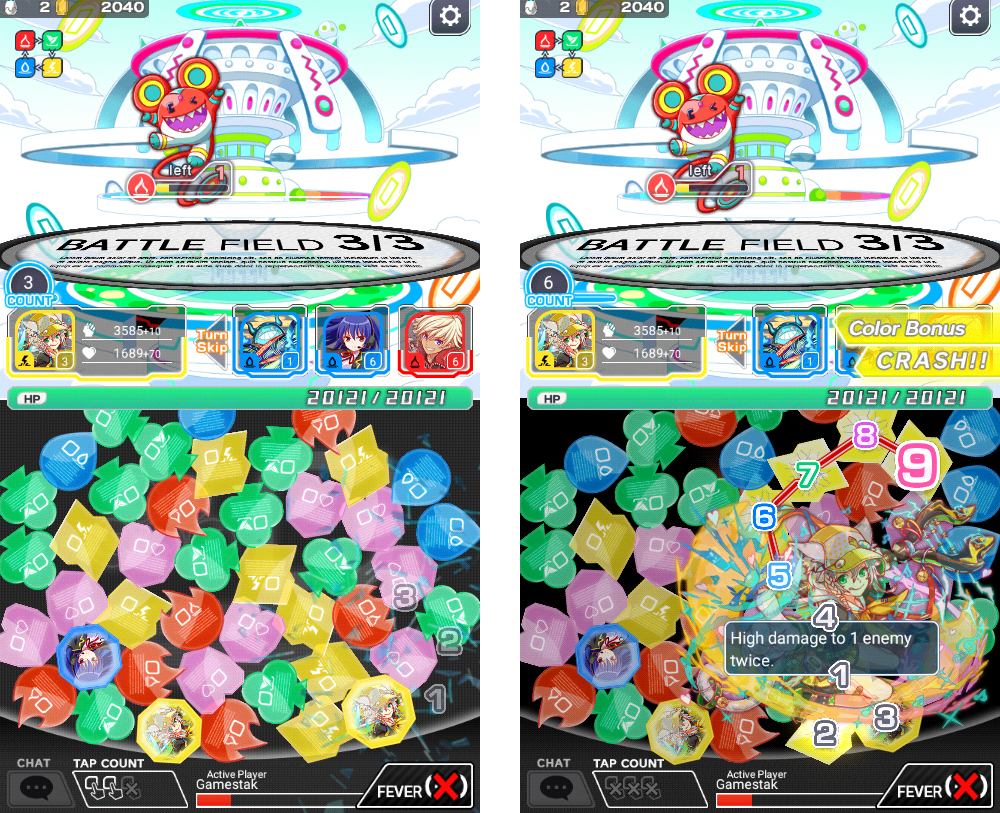 2 2040
left 1
BATTLE FIELD 3/3
3
COUNT
3
3585+10
1689+70
Turn
Skip
1
6
6
HP 20121/20121
3
2
1
CHAT
TAP COUNT
Active Player
Gamestak
FEVER
2 2040
left 1
BATTLE FIELD 3/3
6
COUNT
3
3585+10
1689+70
Turn
Skip
1
Color Bonus
CRASH!!
HP 20121/20121
8
9
7
6
5
4
High damage to 1 enemy
twice.
1
3
2
CHAT
TAP COUNT
Active Player
Gamestak
FEVER